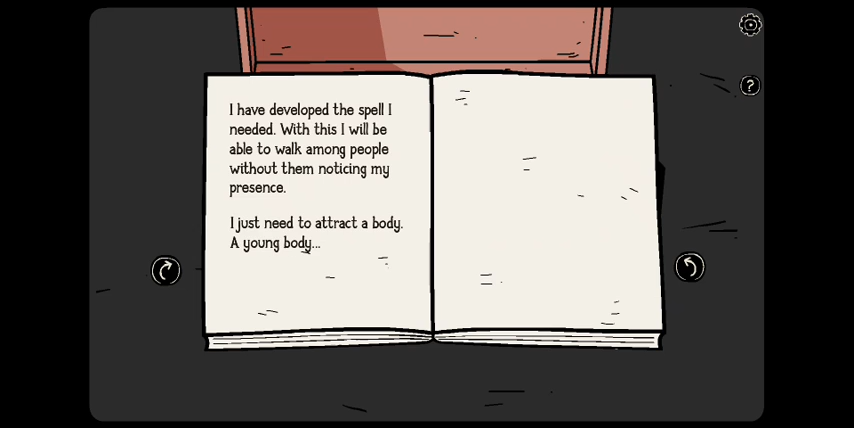 ?
I have developed the spell I
needed. With this I will be
able to walk among people
without them noticing my
presence.
I just need to attract a body.
A young body...